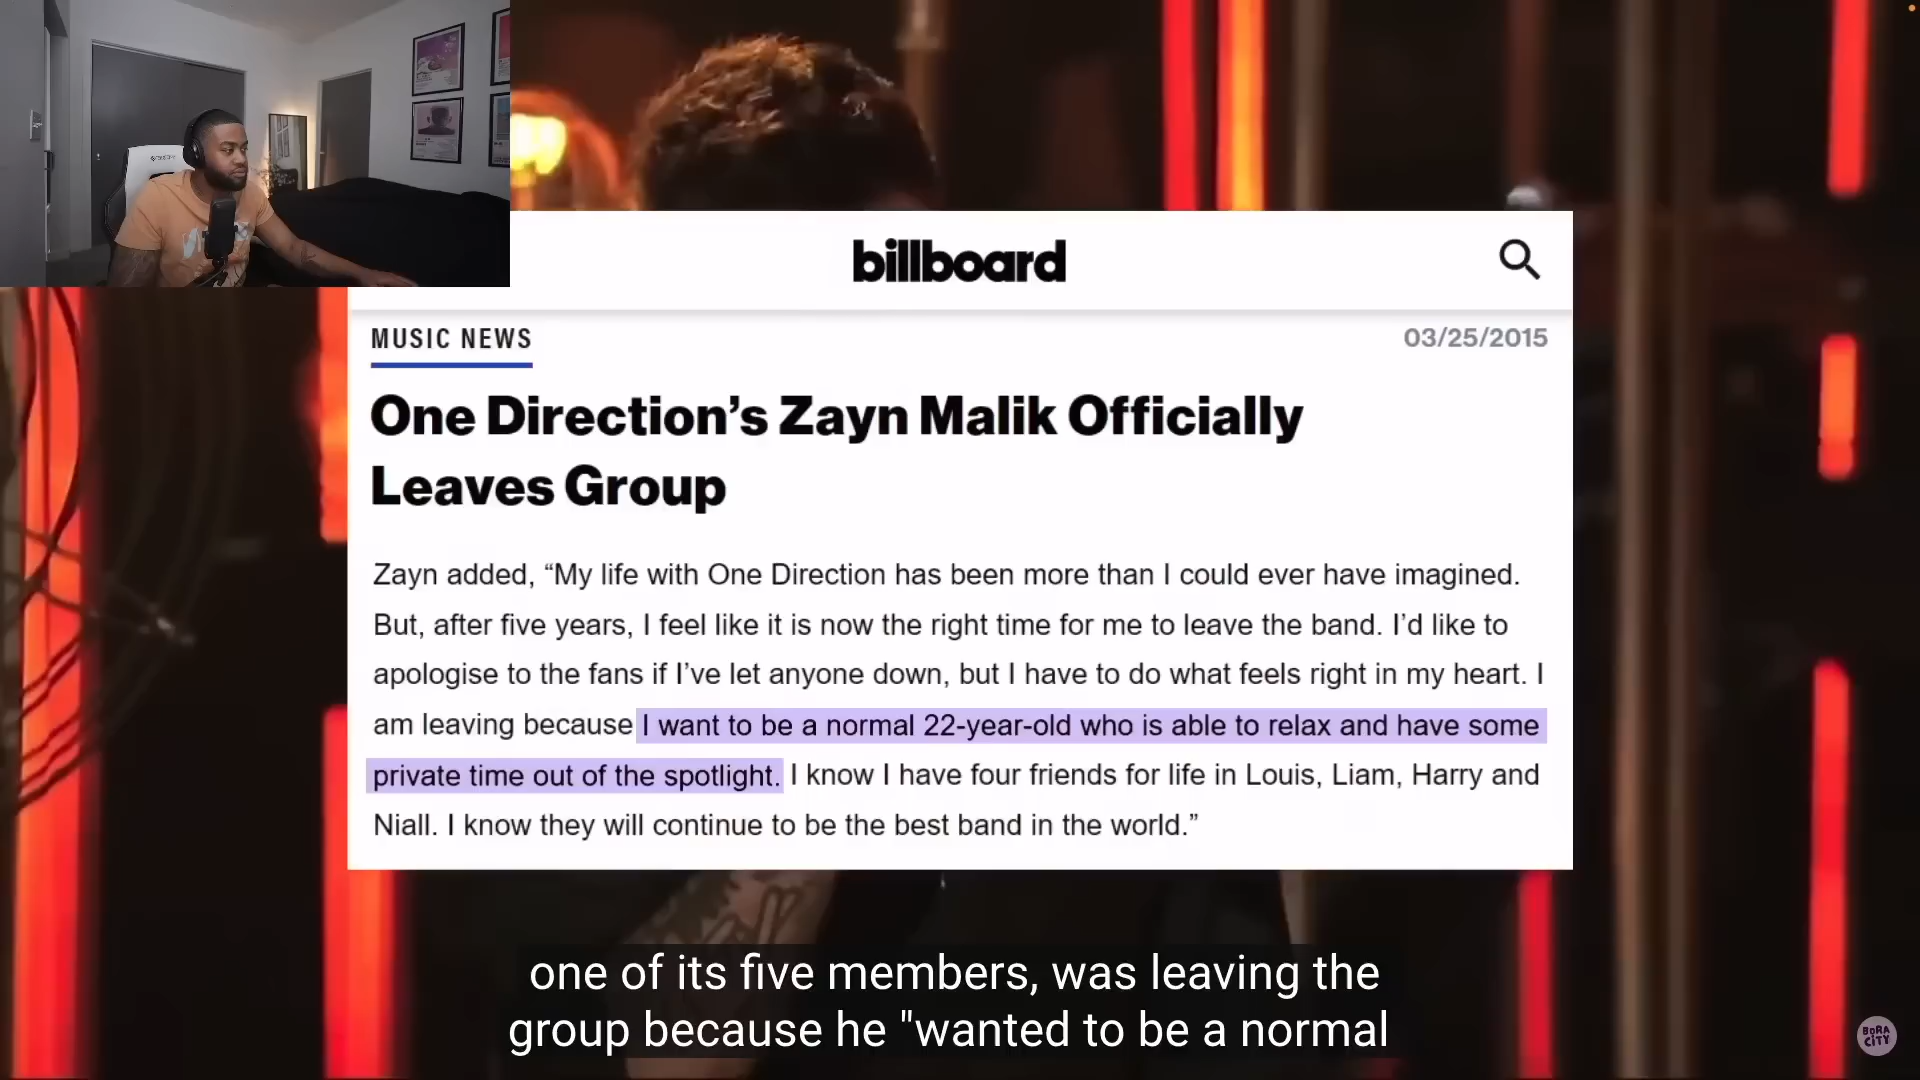 billboard
MUSIC NEWS
03/25/2015
One Direction’s Zayn Malik Officially
Leaves Group
Zayn added, “My life with One Direction has been more than I could ever have imagined.
But, after five years, I feel like it is now the right time for me to leave the band. I’d like to
apologise to the fans if I’ve let anyone down, but I have to do what feels right in my heart. I
am leaving because I want to be a normal 22-year-old who is able to relax and have some
private time out of the spotlight. I know I have four friends for life in Louis, Liam, Harry and
Niall. I know they will continue to be the best band in the world.”
one of its five members, was leaving the
group because he "wanted to be a normal
BORA
CITY